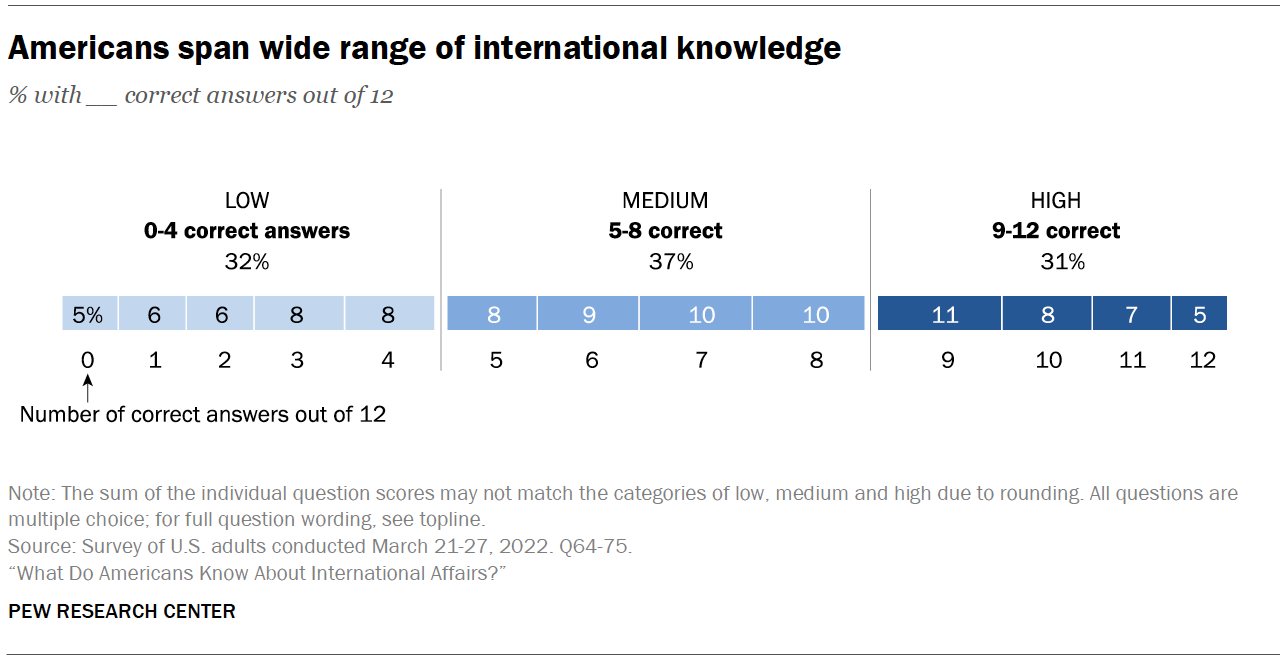 Americans span wide range of international knowledge
% with __ correct answers out of 12
LOW
0-4 correct answers
32%
MEDIUM
5-8 correct
37%
HIGH
9-12 correct
31%
5% 6 6 8 8 8 9 10 10 11 8 7 5
0 1 2 3 4 5 6 7 8 9 10 11 12
Number of correct answers out of 12
Note: The sum of the individual question scores may not match the categories of low, medium and high due to rounding. All questions are
multiple choice; for full question wording, see topline.
Source: Survey of U.S. adults conducted March 21-27, 2022. Q64-75.
“What Do Americans Know About International Affairs?”
PEW RESEARCH CENTER